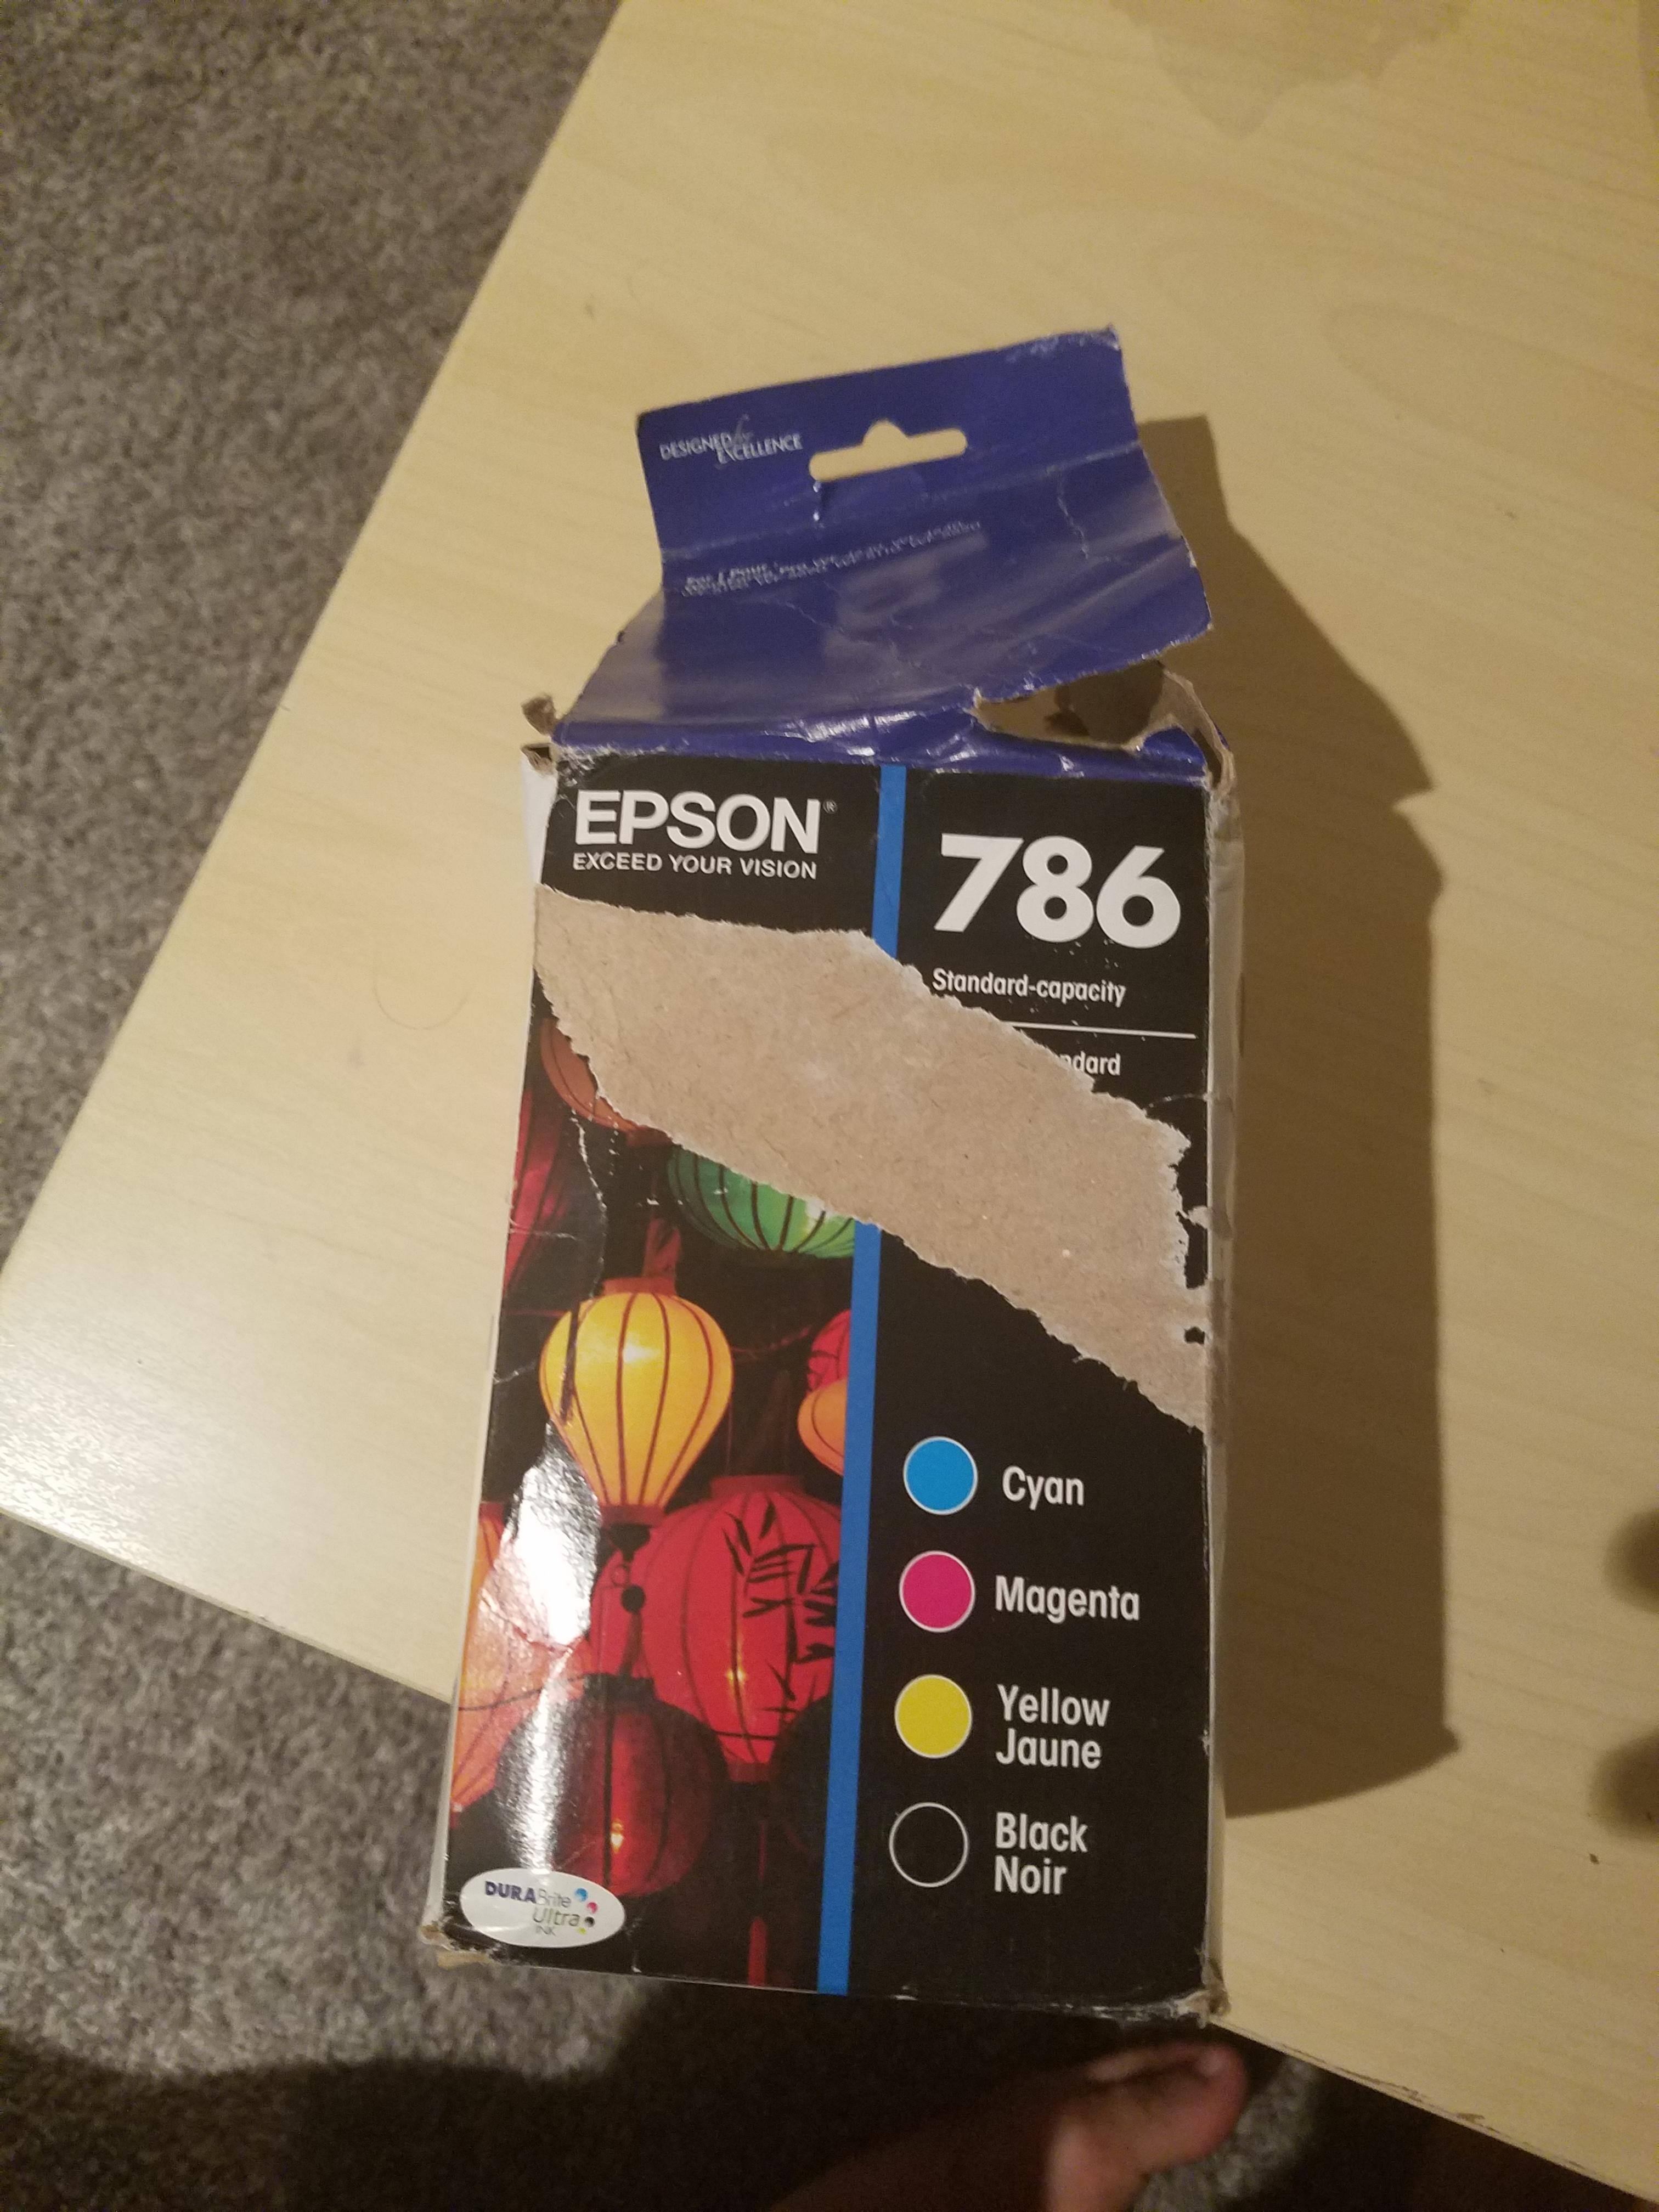 DESIGNED for
EXCELLENCE
EPSON®
EXCEED YOUR VISION
786
Standard-capacity
ndard
Cyan
Magenta
Yellow
Jaune
Black
Noir
DURABrite
Ultra
INK